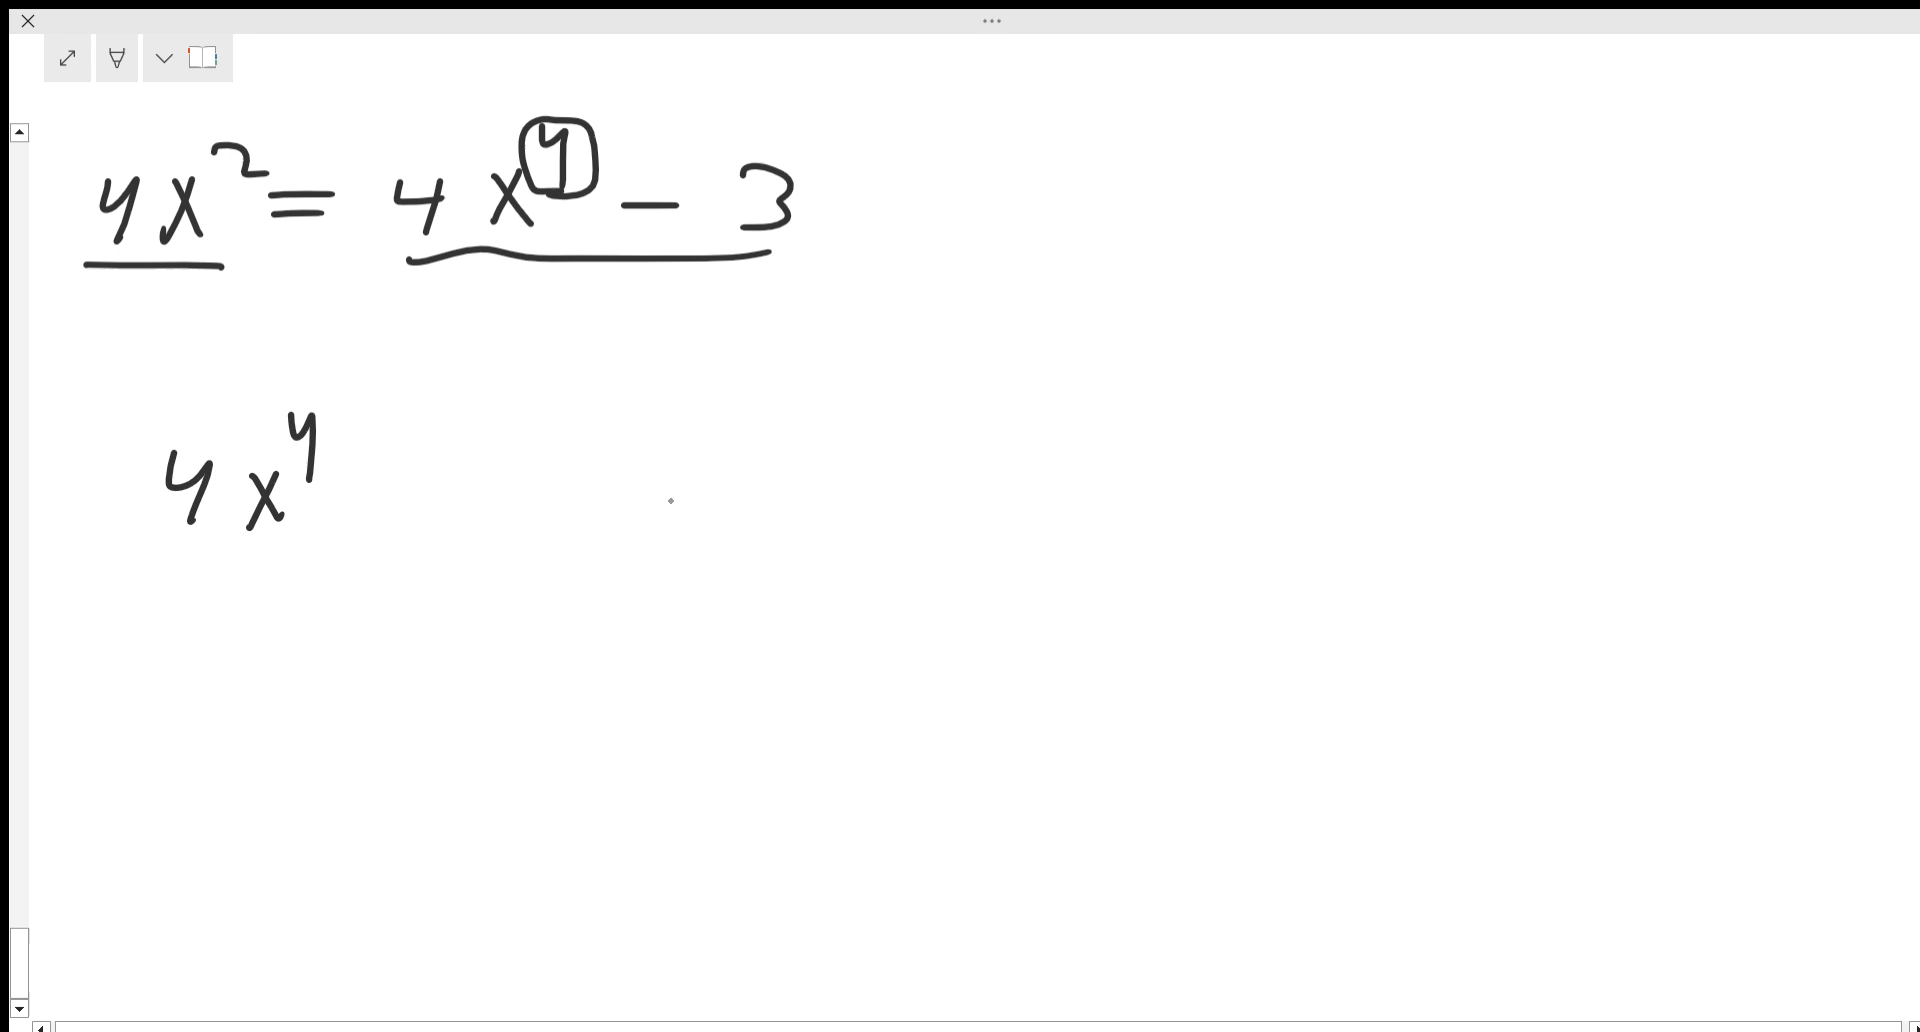 4x² = 4x⁴ - 3
4x⁴